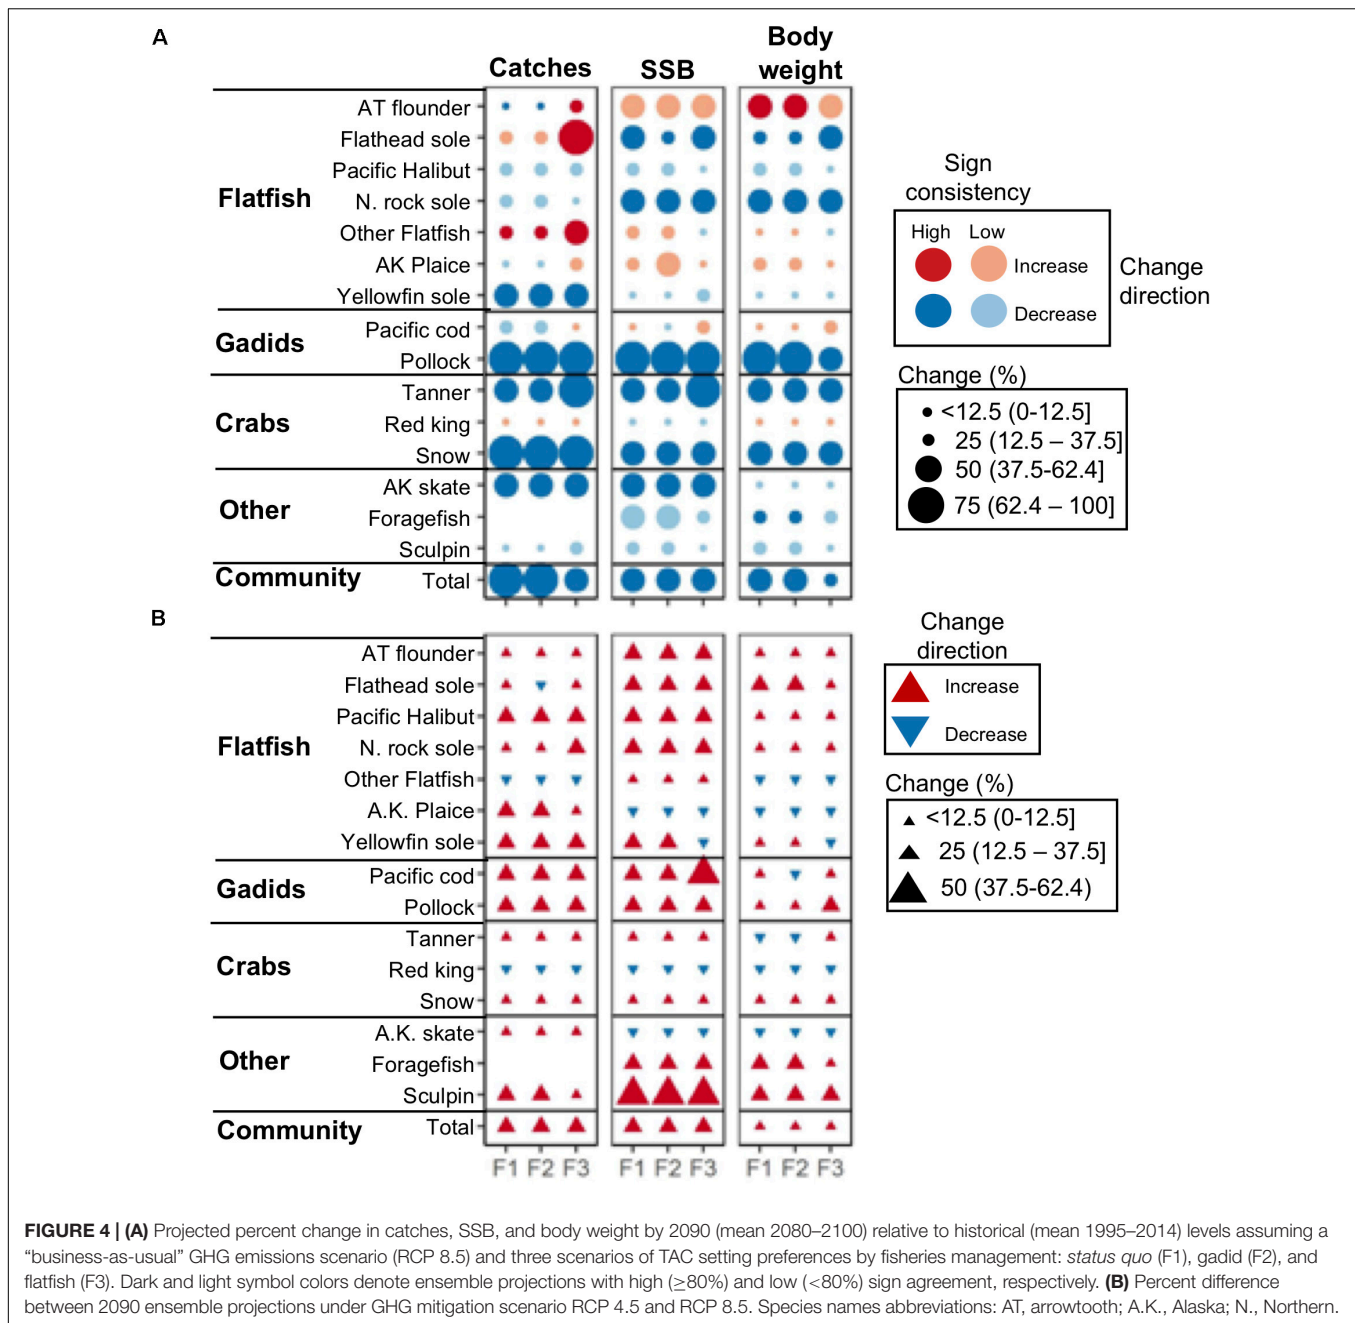 A
Catches
SSB
Body
weight
AT flounder
Flathead sole
Pacific Halibut
Flatfish
N. rock sole
Other Flatfish
AK Plaice
Yellowfin sole
Gadids
Pacific cod
Pollock
Crabs
Tanner
Red king
Snow
Other
AK skate
Foragefish
Sculpin
Community
Total
Sign
consistency
High Low
Increase
Decrease
Change
direction
Change (%)
<12.5 (0-12.5]
25 (12.5 – 37.5]
50 (37.5-62.4]
75 (62.4 – 100]
B
AT flounder
Flathead sole
Pacific Halibut
Flatfish
N. rock sole
Other Flatfish
A.K. Plaice
Yellowfin sole
Gadids
Pacific cod
Pollock
Crabs
Tanner
Red king
Snow
Other
A.K. skate
Foragefish
Sculpin
Community
Total
F1 F2 F3 F1 F2 F3 F1 F2 F3
Change
direction
Increase
Decrease
Change (%)
<12.5 (0-12.5]
25 (12.5 – 37.5]
50 (37.5-62.4)
FIGURE 4 | (A) Projected percent change in catches, SSB, and body weight by 2090 (mean 2080–2100) relative to historical (mean 1995–2014) levels assuming a
“business-as-usual” GHG emissions scenario (RCP 8.5) and three scenarios of TAC setting preferences by fisheries management: status quo (F1), gadid (F2), and
flatfish (F3). Dark and light symbol colors denote ensemble projections with high (≥80%) and low (<80%) sign agreement, respectively. (B) Percent difference
between 2090 ensemble projections under GHG mitigation scenario RCP 4.5 and RCP 8.5. Species names abbreviations: AT, arrowtooth; A.K., Alaska; N., Northern.